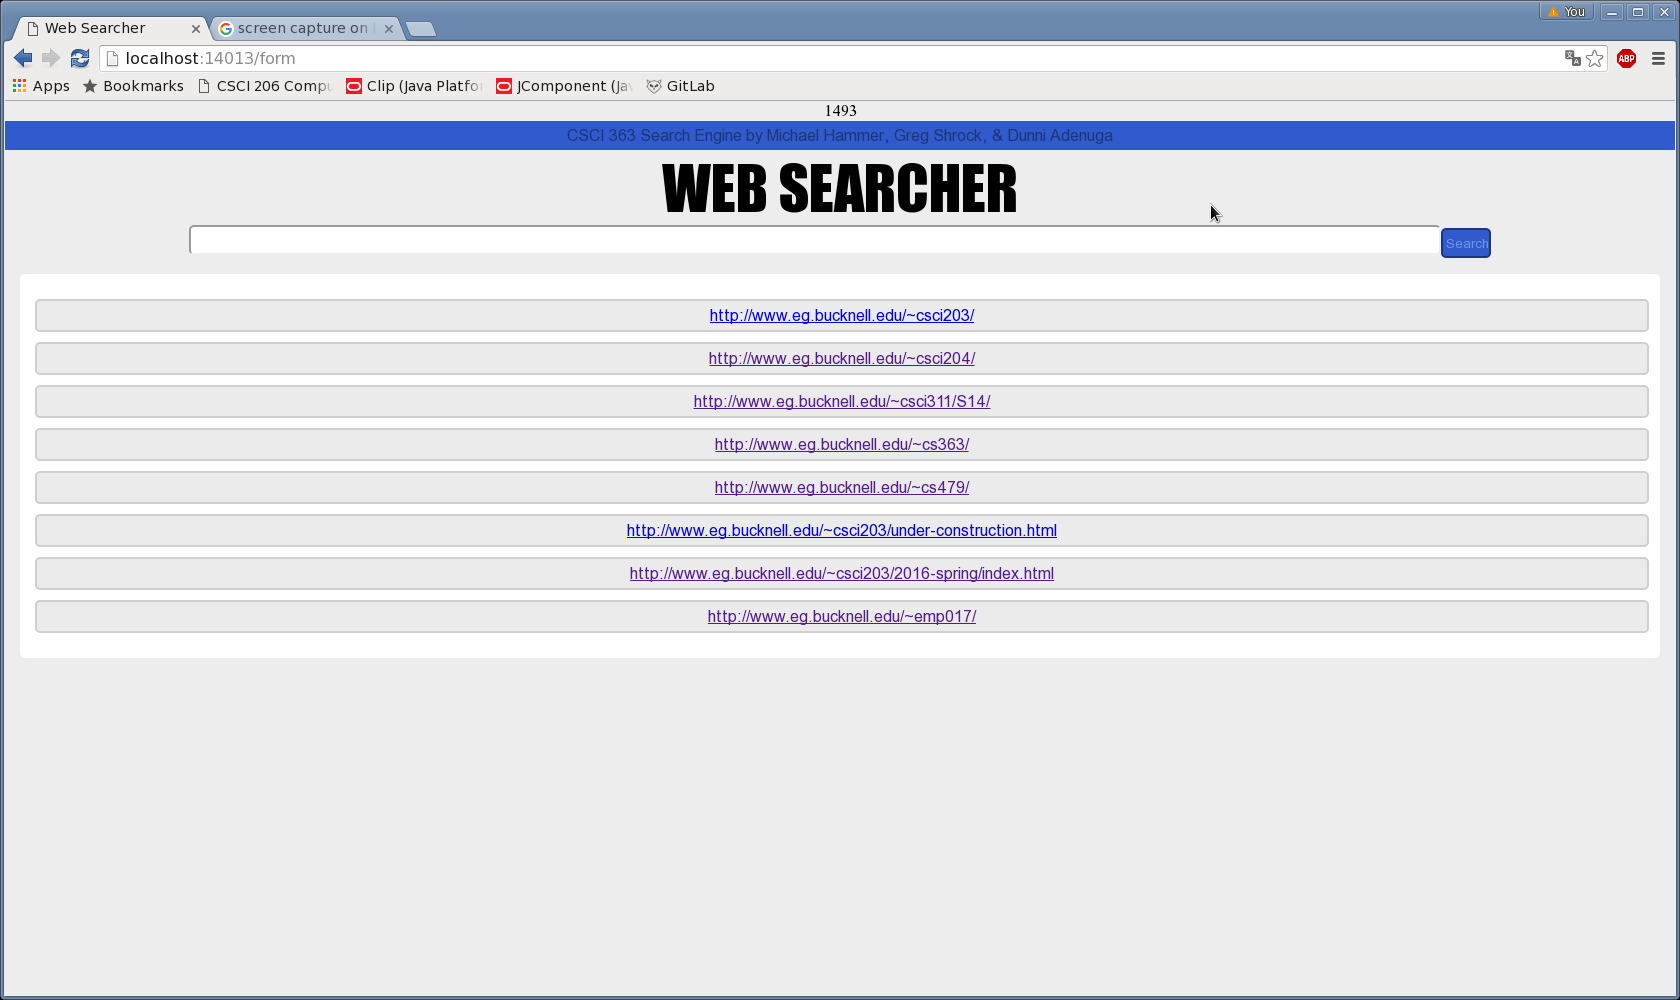 You
Web Searcher
screen capture on
localhost:14013/form
ABP
Apps Bookmarks CSCI 206 Compu Clip (Java Platfo JComponent (Ja GitLab
1493
CSCI 363 Search Engine by Michael Hammer, Greg Shrock, & Dunni Adenuga
WEB SEARCHER
Search
http://www.eg.bucknell.edu/~csci203/
http://www.eg.bucknell.edu/~csci204/
http://www.eg.bucknell.edu/~csci311/S14/
http://www.eg.bucknell.edu/~cs363/
http://www.eg.bucknell.edu/~cs479/
http://www.eg.bucknell.edu/~csci203/under-construction.html
http://www.eg.bucknell.edu/~csci203/2016-spring/index.html
http://www.eg.bucknell.edu/~emp017/